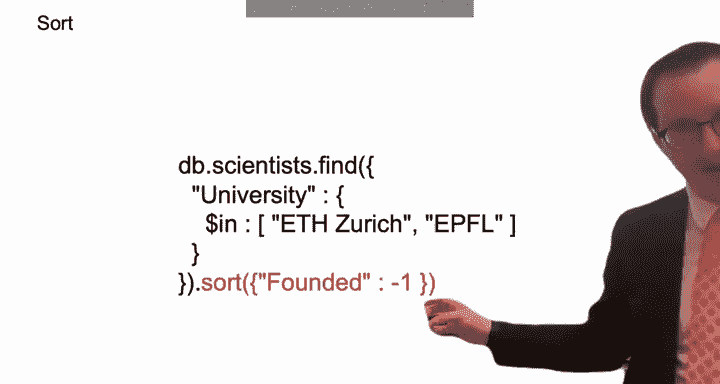 Sort
db.scientists.find({
"University" : {
$in : [ "ETH Zurich", "EPFL" ]
}
}).sort({"Founded" : -1 })